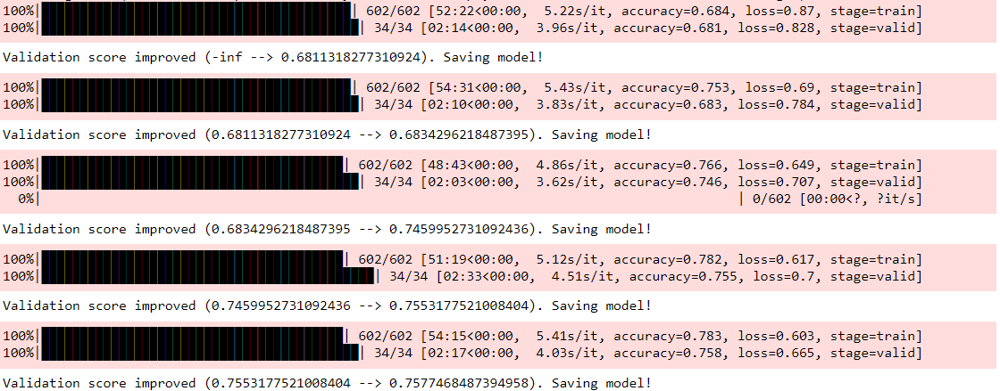 100%| | 602/602 [52:22<00:00, 5.22s/it, accuracy=0.684, loss=0.87, stage=train]
100%| | 34/34 [02:14<00:00, 3.96s/it, accuracy=0.681, loss=0.828, stage=valid]
Validation score improved (-inf --> 0.6811318277310924). Saving model!
100%| | 602/602 [54:31<00:00, 5.43s/it, accuracy=0.753, loss=0.69, stage=train]
100%| | 34/34 [02:10<00:00, 3.83s/it, accuracy=0.683, loss=0.784, stage=valid]
Validation score improved (0.6811318277310924 --> 0.6834296218487395). Saving model!
100%| | 602/602 [48:43<00:00, 4.86s/it, accuracy=0.766, loss=0.649, stage=train]
100%| | 34/34 [02:03<00:00, 3.62s/it, accuracy=0.746, loss=0.707, stage=valid]
0%| | 0/602 [00:00<?, ?it/s]
Validation score improved (0.6834296218487395 --> 0.7459952731092436). Saving model!
100%| | 602/602 [51:19<00:00, 5.12s/it, accuracy=0.782, loss=0.617, stage=train]
100%| | 34/34 [02:33<00:00, 4.51s/it, accuracy=0.755, loss=0.7, stage=valid]
Validation score improved (0.7459952731092436 --> 0.7553177521008404). Saving model!
100%| | 602/602 [54:15<00:00, 5.41s/it, accuracy=0.783, loss=0.603, stage=train]
100%| | 34/34 [02:17<00:00, 4.03s/it, accuracy=0.758, loss=0.665, stage=valid]
Validation score improved (0.7553177521008404 --> 0.7577468487394958). Saving model!